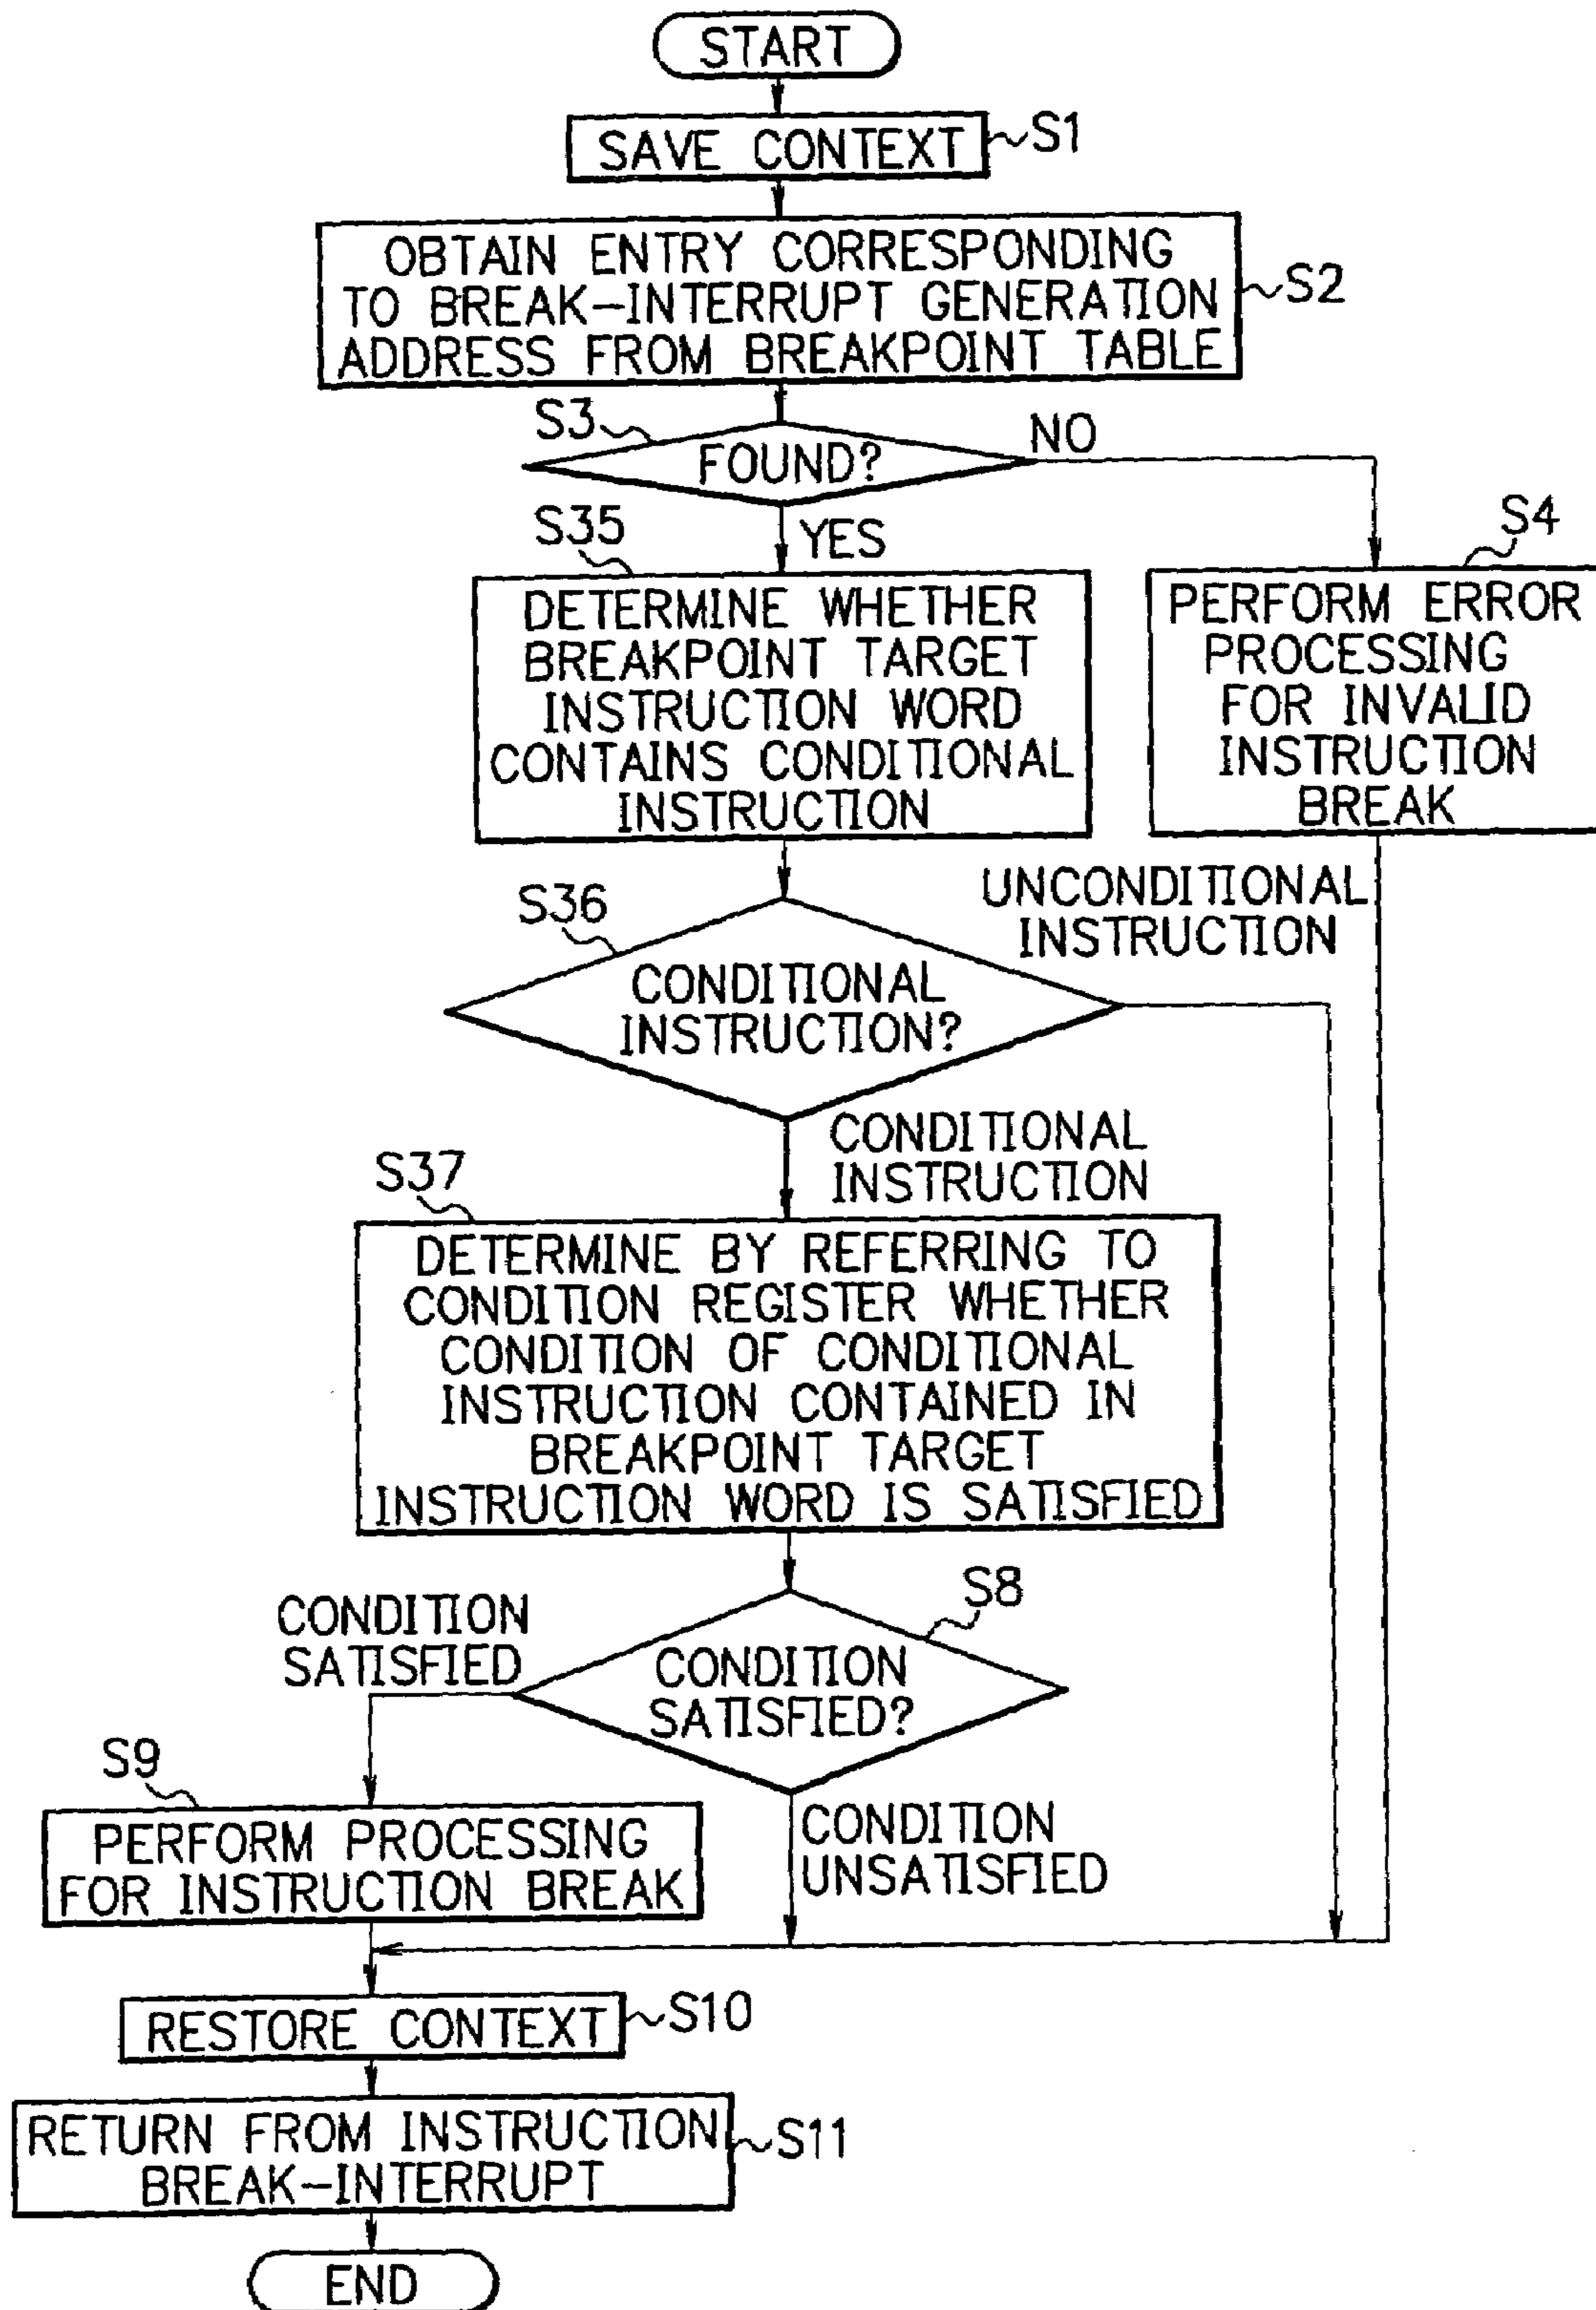 START
SAVE CONTEXT
S1
OBTAIN ENTRY CORRESPONDING
TO BREAK-INTERRUPT GENERATION
ADDRESS FROM BREAKPOINT TABLE
S2
S3
FOUND?
NO
YES
S35
DETERMINE WHETHER
BREAKPOINT TARGET
INSTRUCTION WORD
CONTAINS CONDITIONAL
INSTRUCTION
S4
PERFORM ERROR
PROCESSING
FOR INVALID
INSTRUCTION
BREAK
S36
CONDITIONAL
INSTRUCTION?
UNCONDITIONAL
INSTRUCTION
CONDITIONAL
INSTRUCTION
S37
DETERMINE BY REFERRING TO
CONDITION REGISTER WHETHER
CONDITION OF CONDITIONAL
INSTRUCTION CONTAINED IN
BREAKPOINT TARGET
INSTRUCTION WORD IS SATISFIED
S8
CONDITION
SATISFIED?
CONDITION
SATISFIED
CONDITION
UNSATISFIED
S9
PERFORM PROCESSING
FOR INSTRUCTION BREAK
RESTORE CONTEXT
S10
RETURN FROM INSTRUCTION
BREAK-INTERRUPT
S11
END